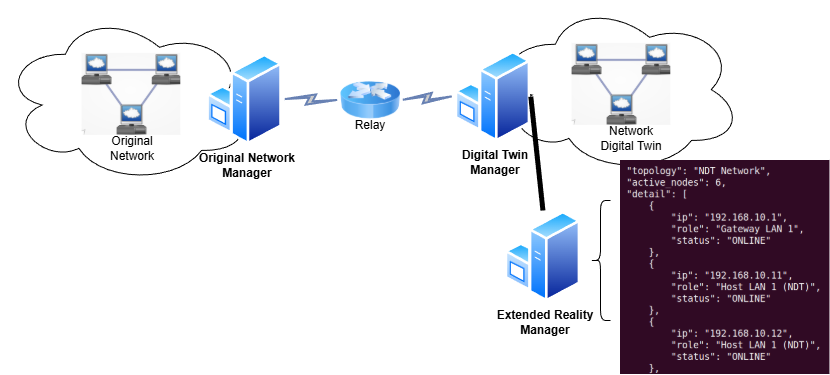 Original
Network
Original Network
Manager
Relay
Digital Twin
Manager
Network
Digital Twin
Extended Reality
Manager
"topology": "NDT Network",
"active_nodes": 6,
"detail": [
{
"ip": "192.168.10.1",
"role": "Gateway LAN 1",
"status": "ONLINE"
},
{
"ip": "192.168.10.11",
"role": "Host LAN 1 (NDT)",
"status": "ONLINE"
},
{
"ip": "192.168.10.12",
"role": "Host LAN 1 (NDT)",
"status": "ONLINE"
},